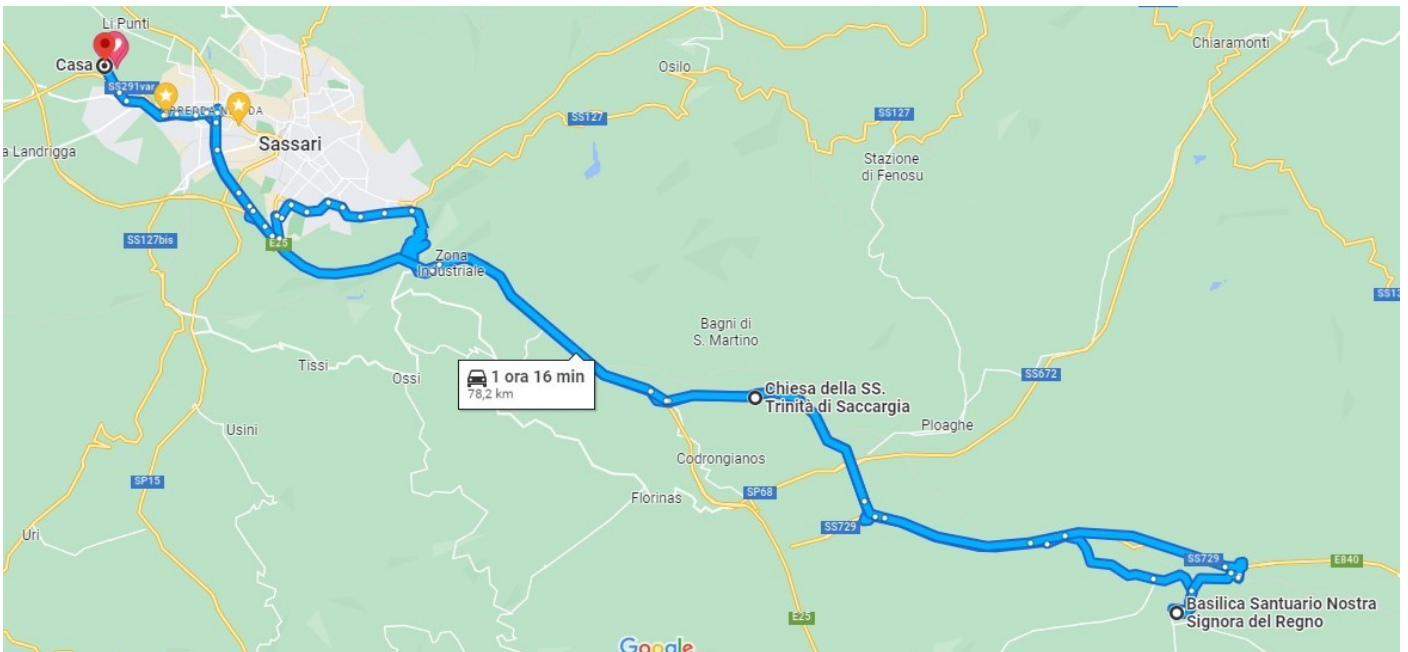 Li Punti
Casa
SS291var
Sassari
a Landrigga
Osilo
SS127
SS127
Chiaramonti
Stazione
di Fenosu
SS127bis
E25
Zona
Industriale
Bagni di
S. Martino
Tissi
Ossi
1 ora 16 min
78,2 km
Chiesa della SS.
Trinità di Saccargia
SS672
SS13
Ploaghe
Usini
Codrongianos
SP15
Florinas
SP68
SS729
Uri
SS729
E840
Basilica Santuario Nostra
Signora del Regno
E25
Google